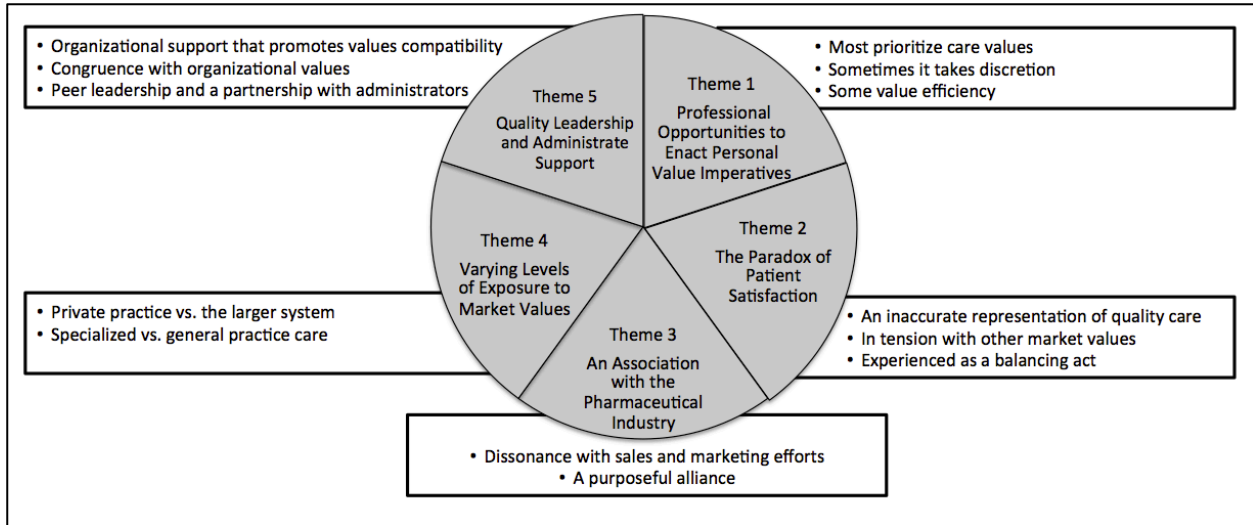 • Organizational support that promotes values compatibility
• Congruence with organizational values
• Peer leadership and a partnership with administrators
Theme 5
Quality Leadership
and Administrate
Support
Theme 1
Professional
Opportunities to
Enact Personal
Value Imperatives
• Most prioritize care values
• Sometimes it takes discretion
• Some value efficiency
Theme 4
Varying Levels
of Exposure to
Market Values
Theme 2
The Paradox of
Patient
Satisfaction
• Private practice vs. the larger system
• Specialized vs. general practice care
Theme 3
An Association
with the
Pharmaceutical
Industry
• An inaccurate representation of quality care
• In tension with other market values
• Experienced as a balancing act
• Dissonance with sales and marketing efforts
• A purposeful alliance